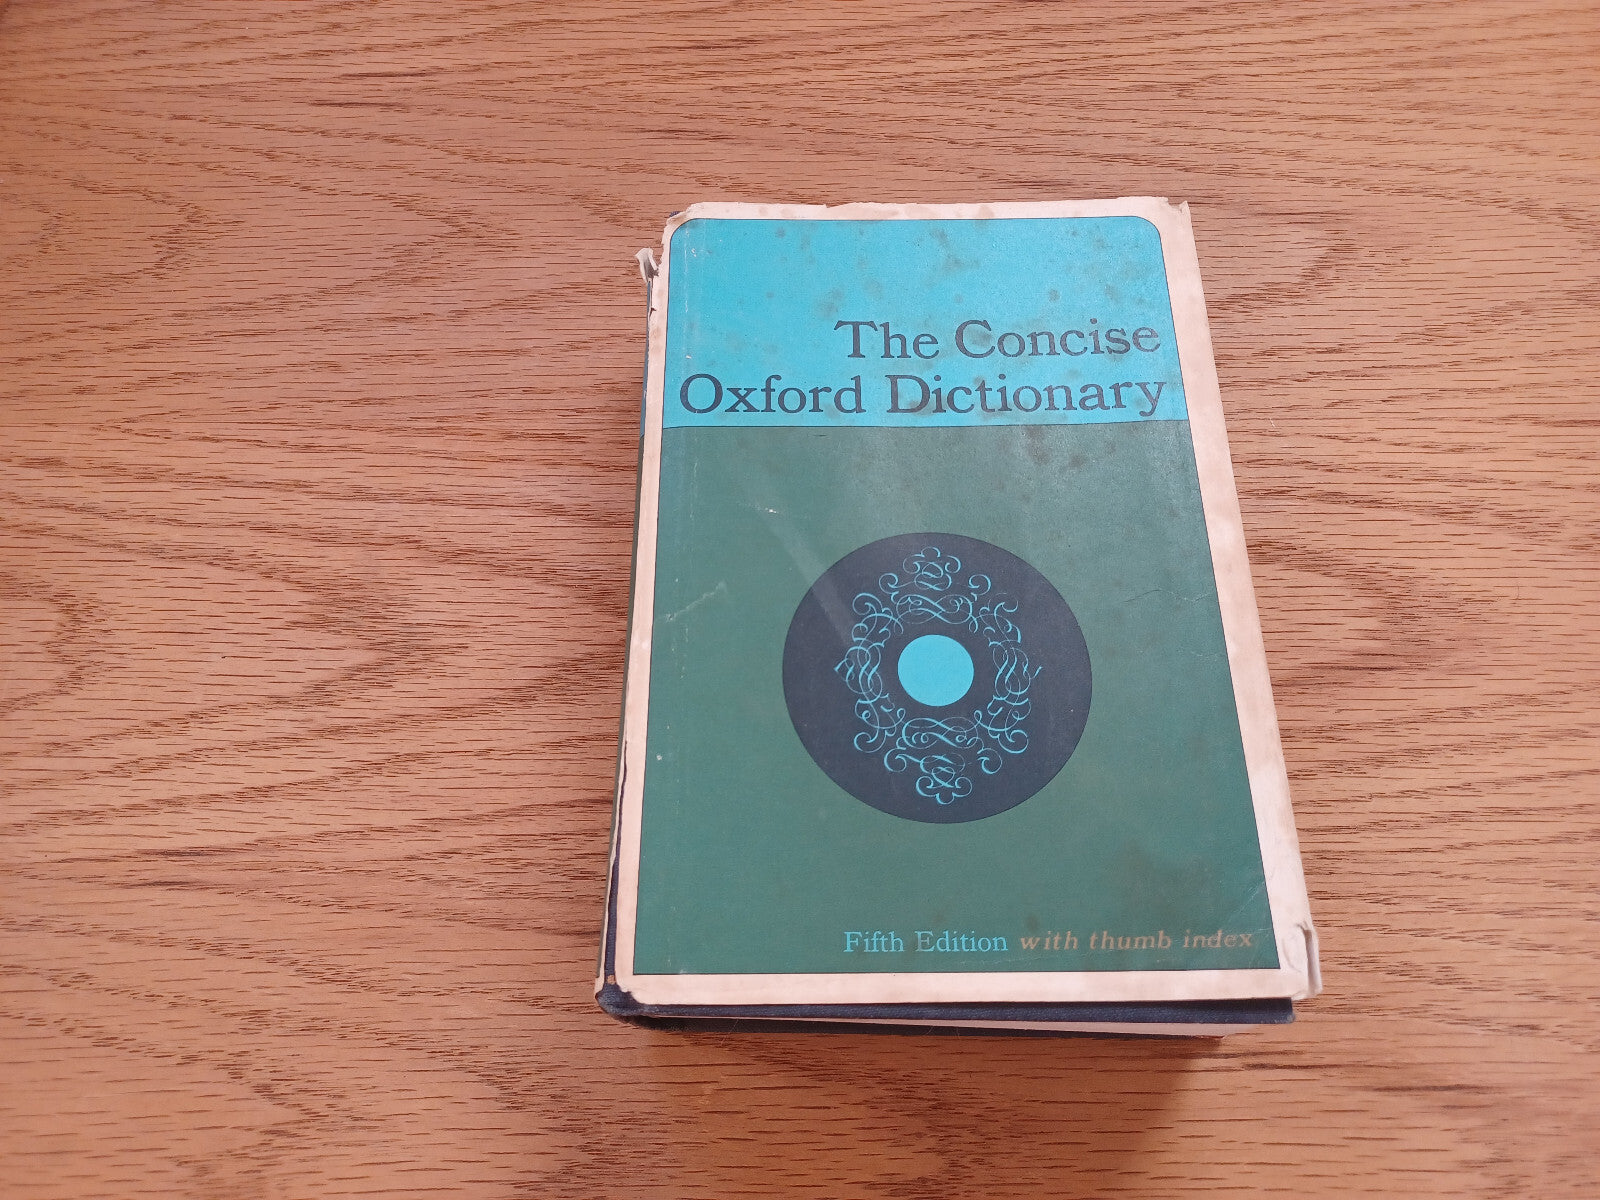 The Concise
Oxford Dictionary
Fifth Edition with thumb index